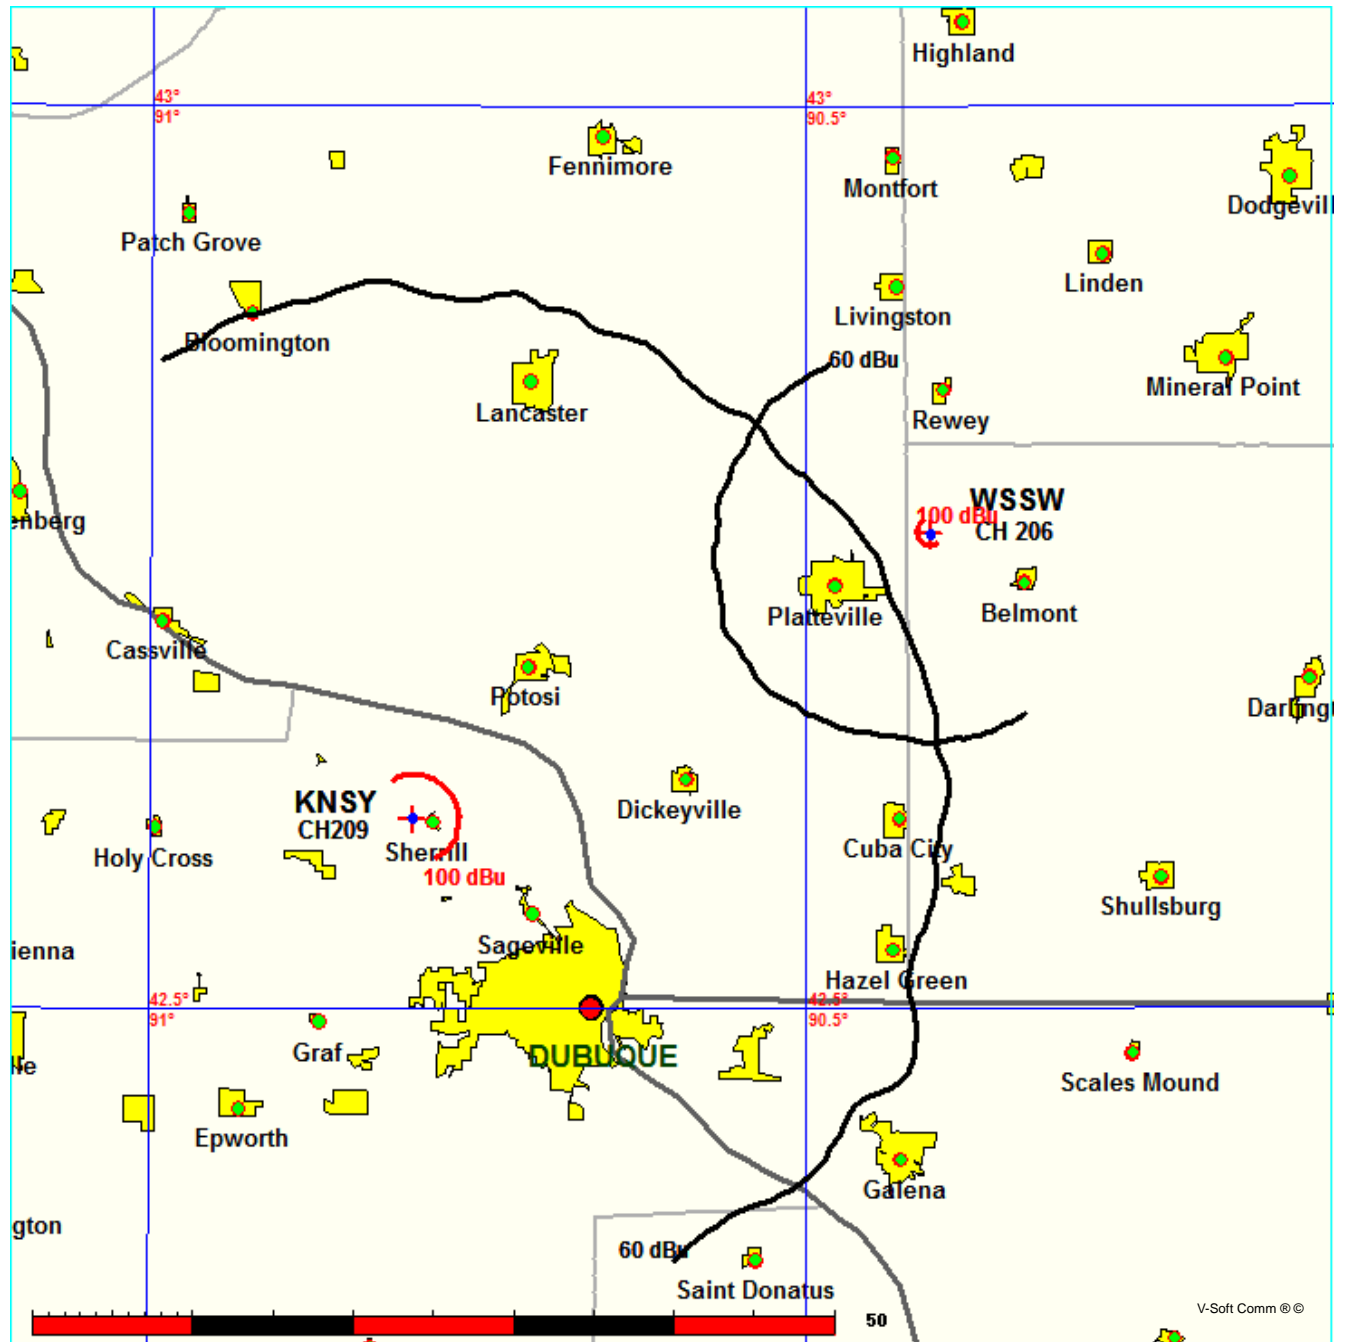 Highland
43°
91°
43°
90.5°
Fennimore
Montfort
Dodgevill
Patch Grove
Linden
Livingston
Bloomington
60 dBu
Mineral Point
Lancaster
Rewey
WSSW
100 dBu
CH 206
enberg
Belmont
Platteville
Cassville
Potosi
Darling
KNSY
CH209
Dickeyville
Holy Cross
Sherrill
Cuba City
100 dBu
Shullsburg
Sageville
ienna
Hazel Green
42.5°
91°
42.5°
90.5°
Graf
DUBUQUE
lle
Scales Mound
Epworth
Galena
gton
60 dBu
Saint Donatus
V-Soft Comm ® ©
50